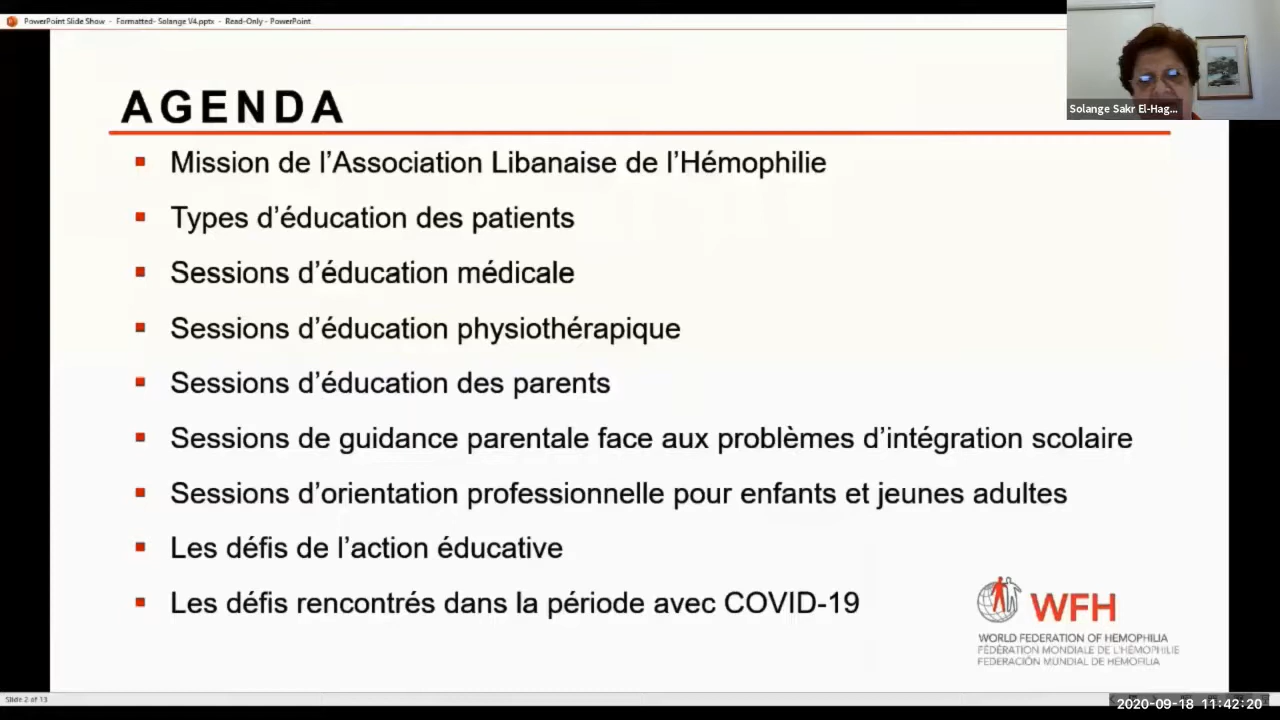 PowerPoint Slide Show - Formatted- Solange V4.pptx - Read-Only - PowerPoint
Solange Sakr El-Hag...
AGENDA
Mission de l’Association Libanaise de l’Hémophilie
Types d’éducation des patients
Sessions d’éducation médicale
Sessions d’éducation physiothérapique
Sessions d’éducation des parents
Sessions de guidance parentale face aux problèmes d’intégration scolaire
Sessions d’orientation professionnelle pour enfants et jeunes adultes
Les défis de l’action éducative
Les défis rencontrés dans la période avec COVID-19
WFH
WORLD FEDERATION OF HEMOPHILIA
FÉDÉRATION MONDIALE DE L'HÉMOPHILIE
FEDERACIÓN MUNDIAL DE HEMOFILIA
Slide 2 of 13
2020-09-18 11:42:20